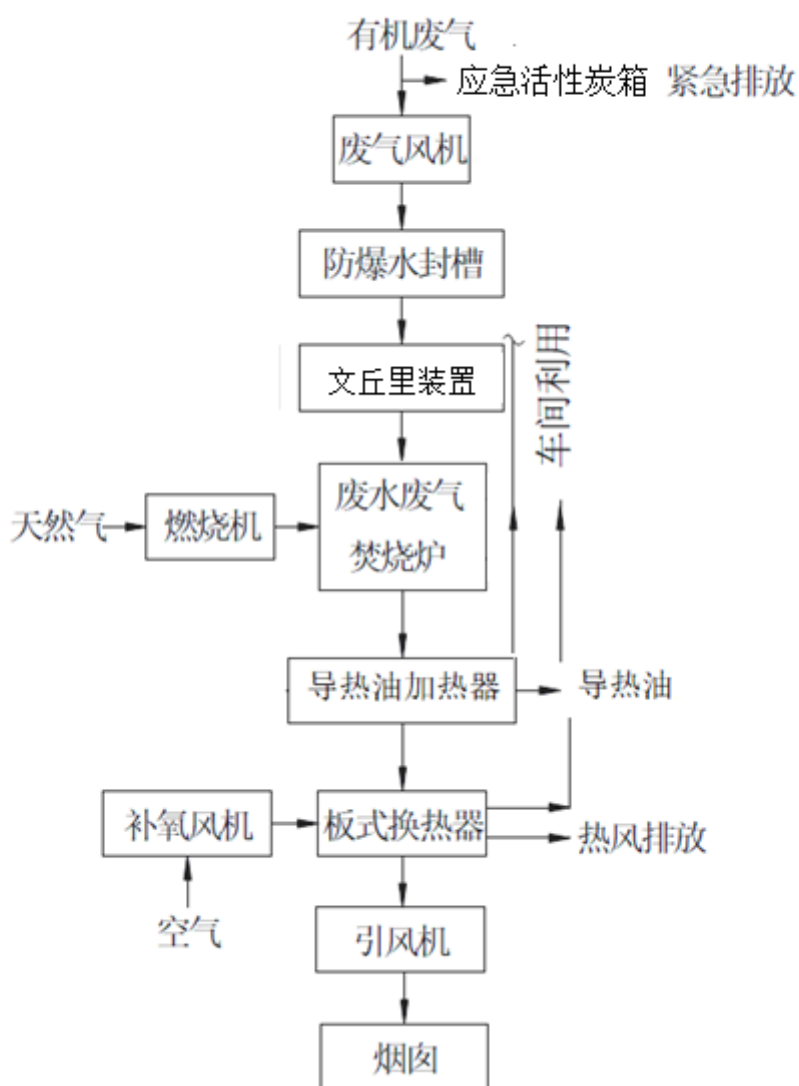 有机废气
应急活性炭箱 紧急排放
废气风机
防爆水封槽
文丘里装置
车间利用
废水废气
焚烧炉
天然气
燃烧机
导热油加热器
导热油
补氧风机
板式换热器
热风排放
空气
引风机
烟囱